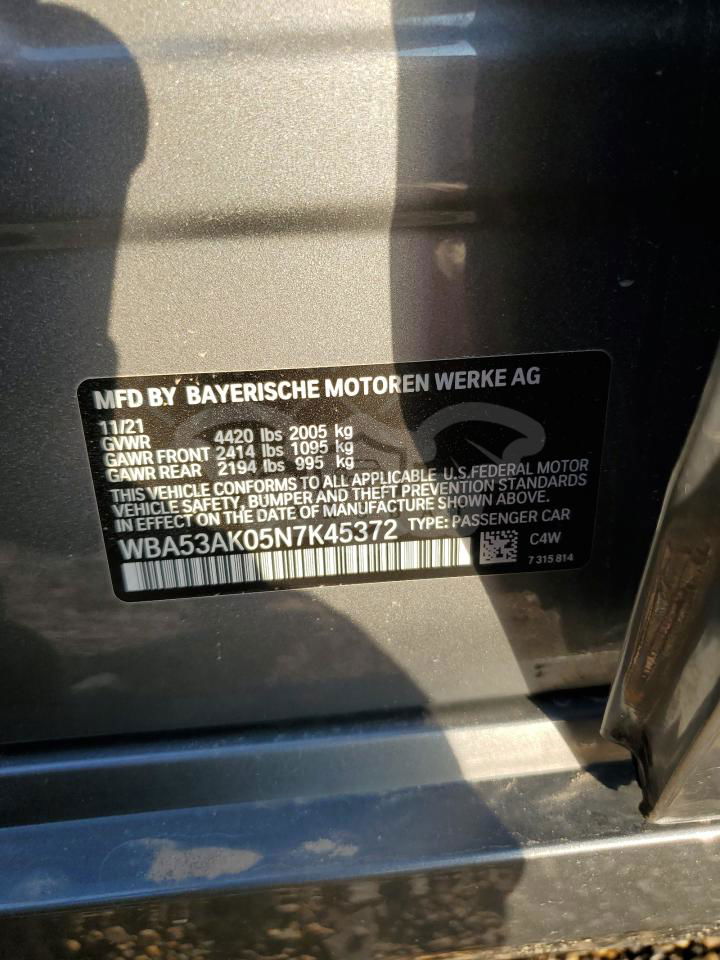 MFD BY BAYERISCHE MOTOREN WERKE AG
11/21
GVWR 4420 lbs 2005 kg
GAWR FRONT 2414 lbs 1095 kg
GAWR REAR 2194 lbs 995 kg
THIS VEHICLE CONFORMS TO ALL APPLICABLE U.S.FEDERAL MOTOR
VEHICLE SAFETY, BUMPER AND THEFT PREVENTION STANDARDS
IN EFFECT ON THE DATE OF MANUFACTURE SHOWN ABOVE.
WBA53AK05N7K45372 TYPE: PASSENGER CAR
C4W
7 315 814